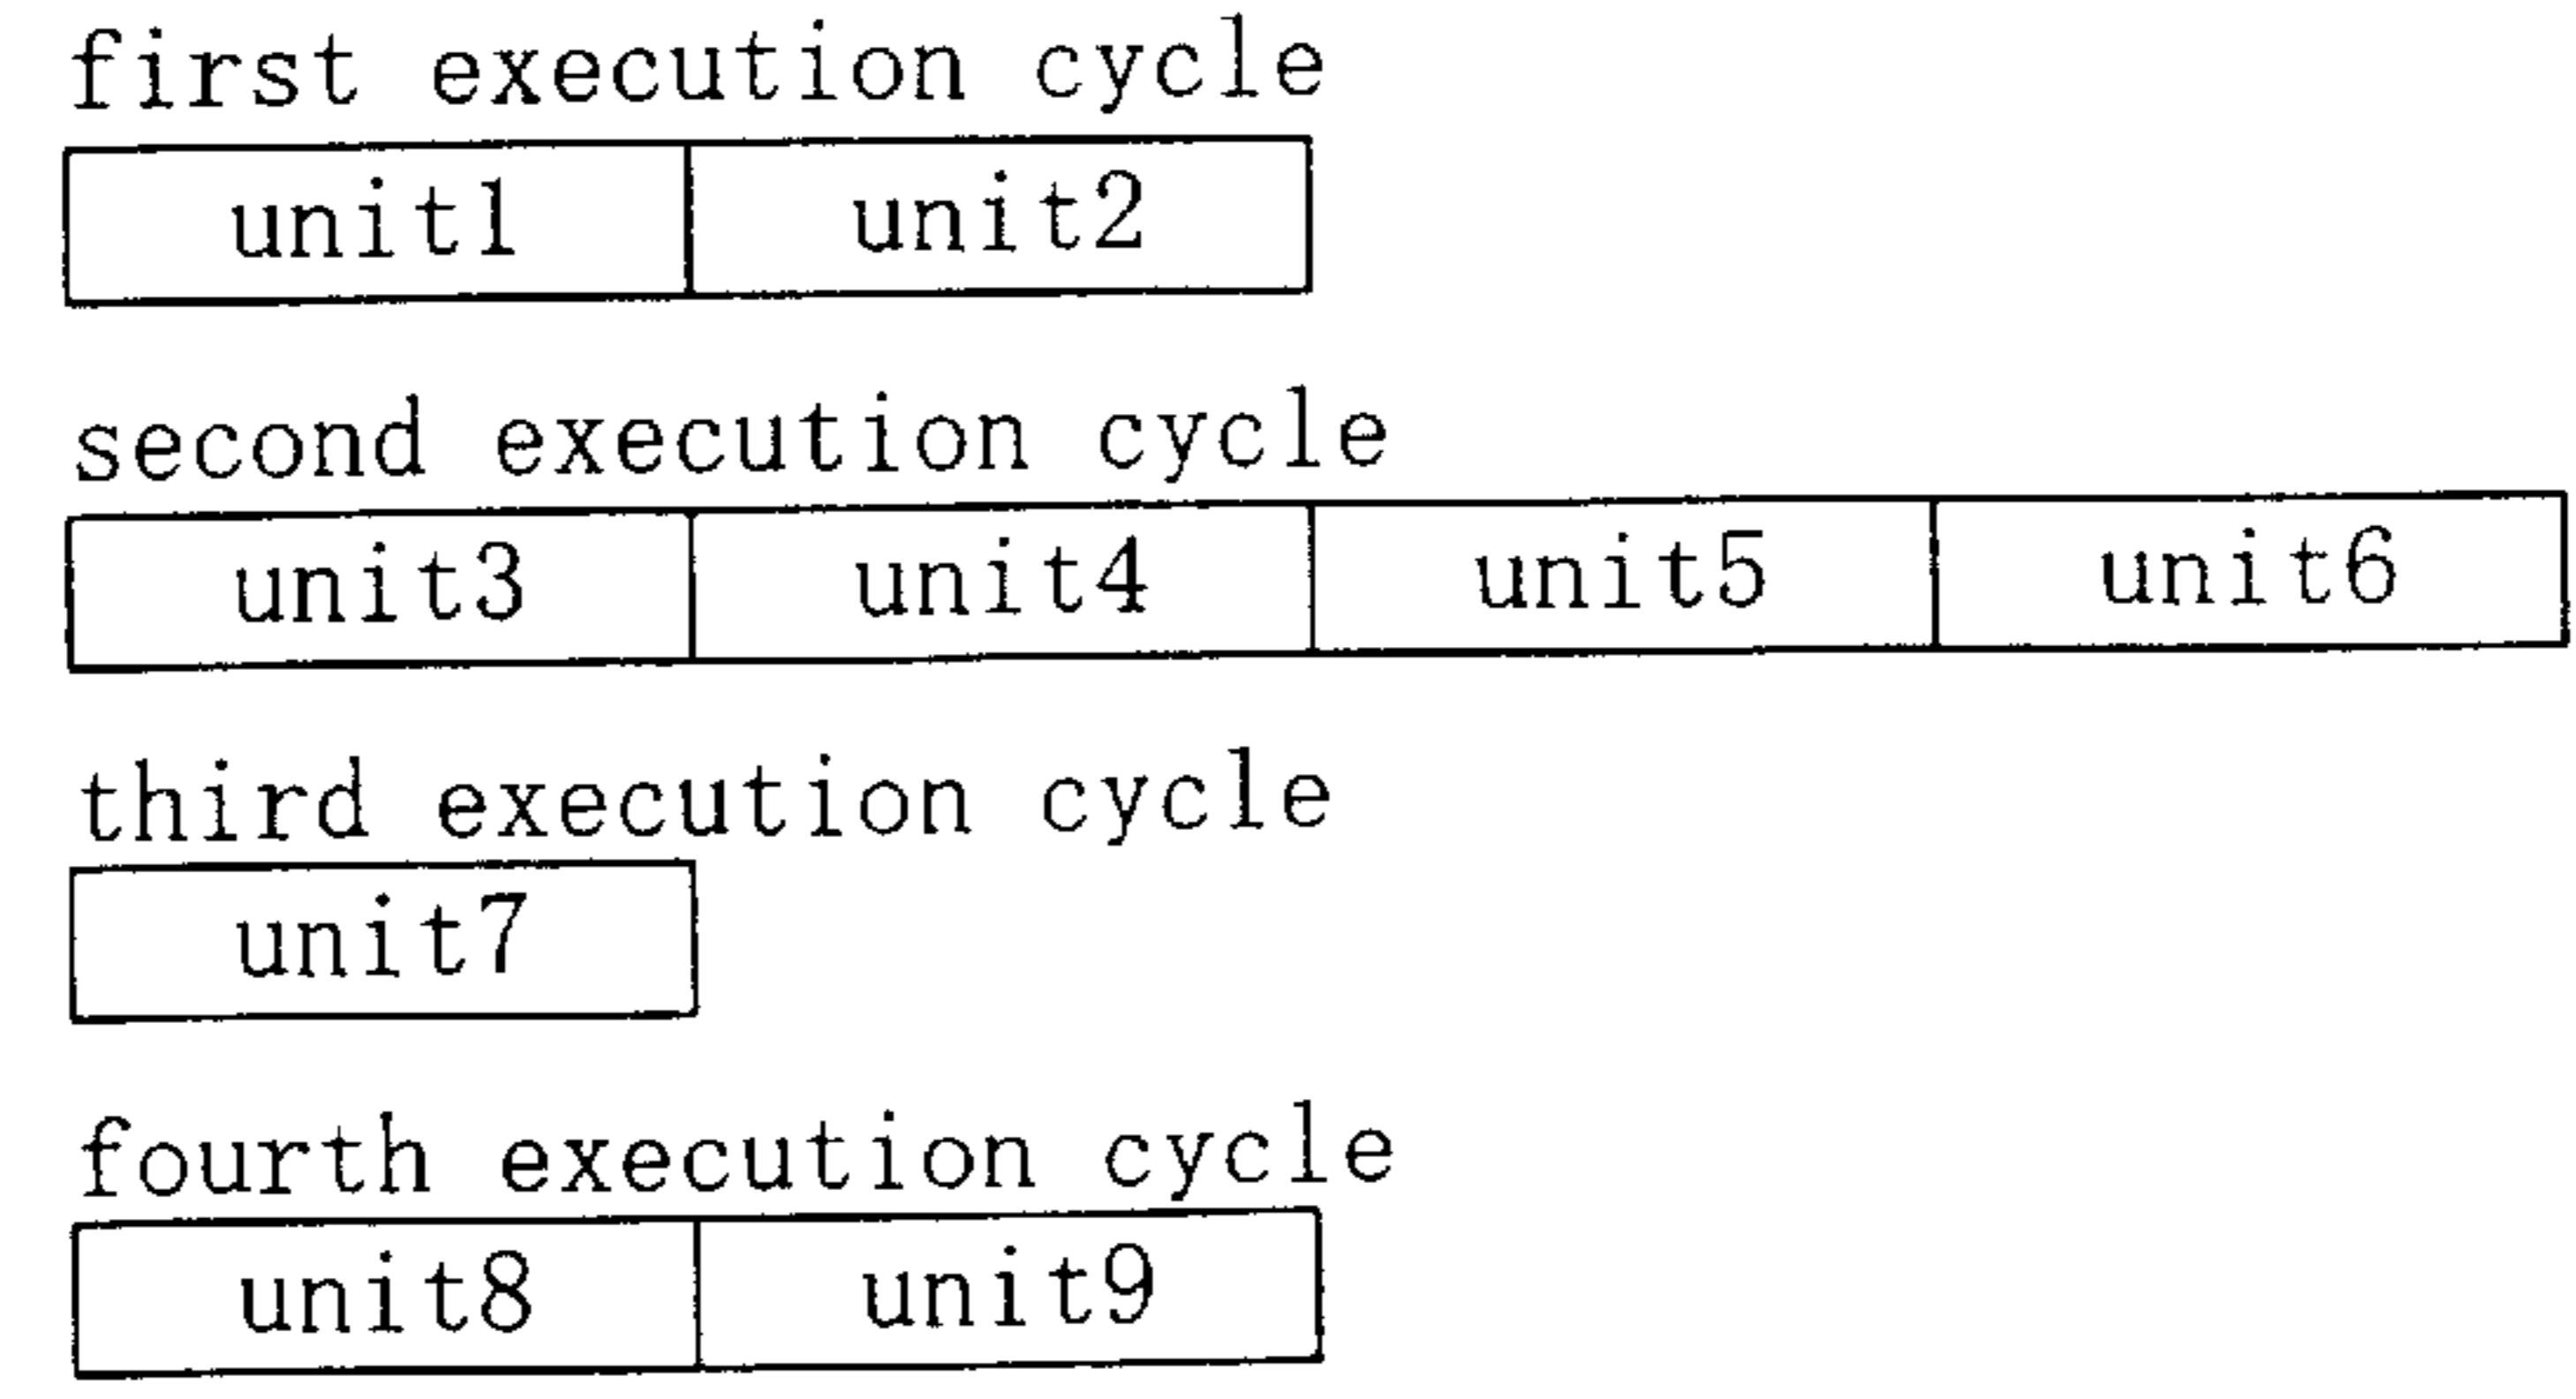 first execution cycle
unit1 unit2
second execution cycle
unit3 unit4 unit5 unit6
third execution cycle
unit7
fourth execution cycle
unit8 unit9